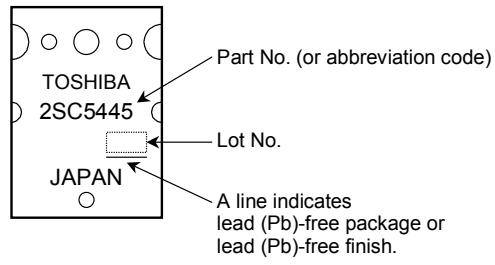 Part No. (or abbreviation code)
TOSHIBA
2SC5445
Lot No.
JAPAN
A line indicates
lead (Pb)-free package or
lead (Pb)-free finish.